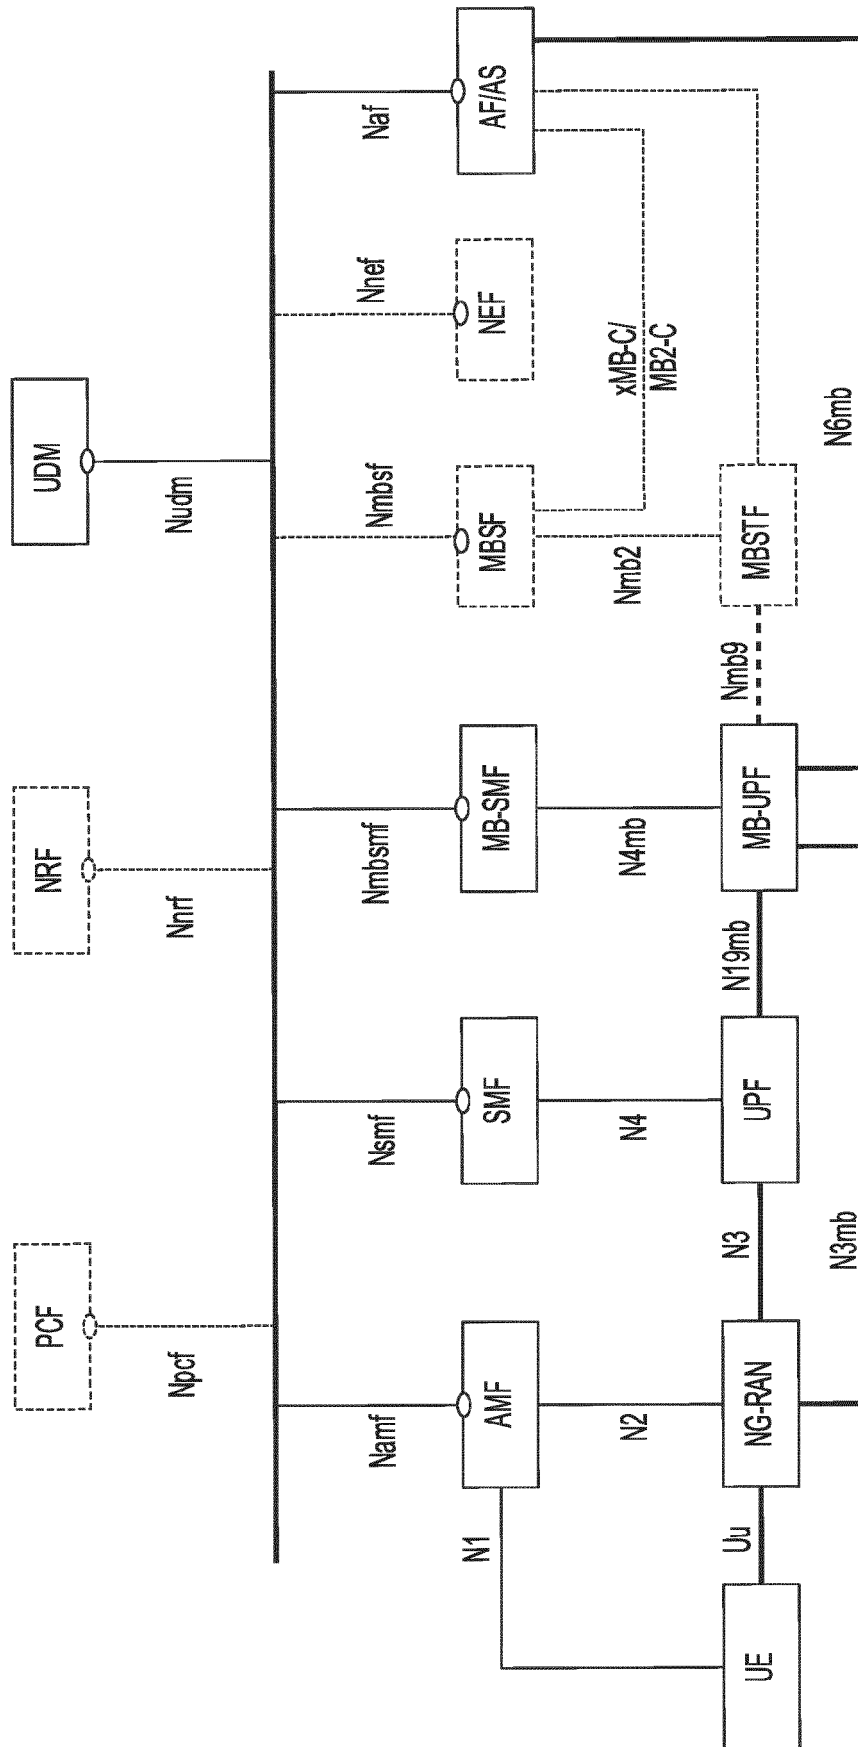 PCF
NRF
UDM
Npcf
Nnrf
Nudm
Namf
Nsmf
Nmbsmf
Nmbsf
Nnef
Naf
AMF
SMF
MB-SMF
MBSF
NEF
AF/AS
N1
N2
N4
N4mb
Nmb2
xMB-C/
MB2-C
Uu
N3
N19mb
Nmb9
UE
NG-RAN
UPF
MB-UPF
MBSTF
N3mb
N6mb